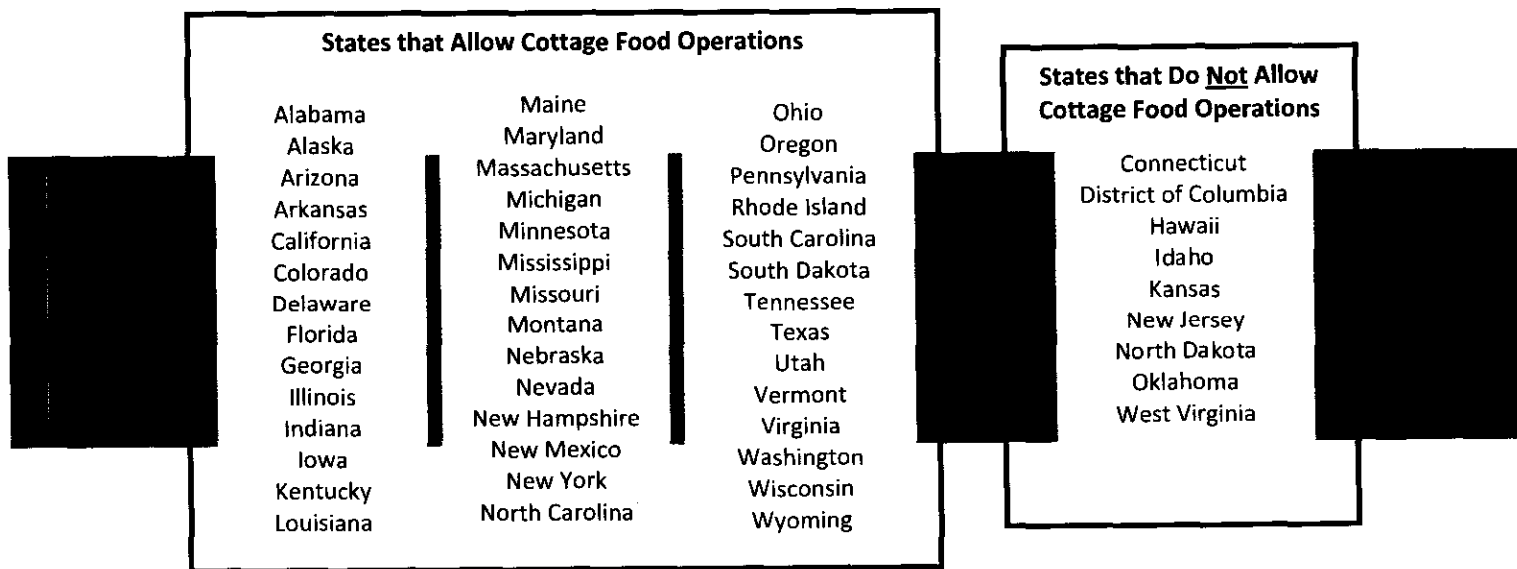 States that Allow Cottage Food Operations
Alabama
Alaska
Arizona
Arkansas
California
Colorado
Delaware
Florida
Georgia
Illinois
Indiana
Iowa
Kentucky
Louisiana
Maine
Maryland
Massachusetts
Michigan
Minnesota
Mississippi
Missouri
Montana
Nebraska
Nevada
New Hampshire
New Mexico
New York
North Carolina
Ohio
Oregon
Pennsylvania
Rhode Island
South Carolina
South Dakota
Tennessee
Texas
Utah
Vermont
Virginia
Washington
Wisconsin
Wyoming
States that Do Not Allow
Cottage Food Operations
Connecticut
District of Columbia
Hawaii
Idaho
Kansas
New Jersey
North Dakota
Oklahoma
West Virginia